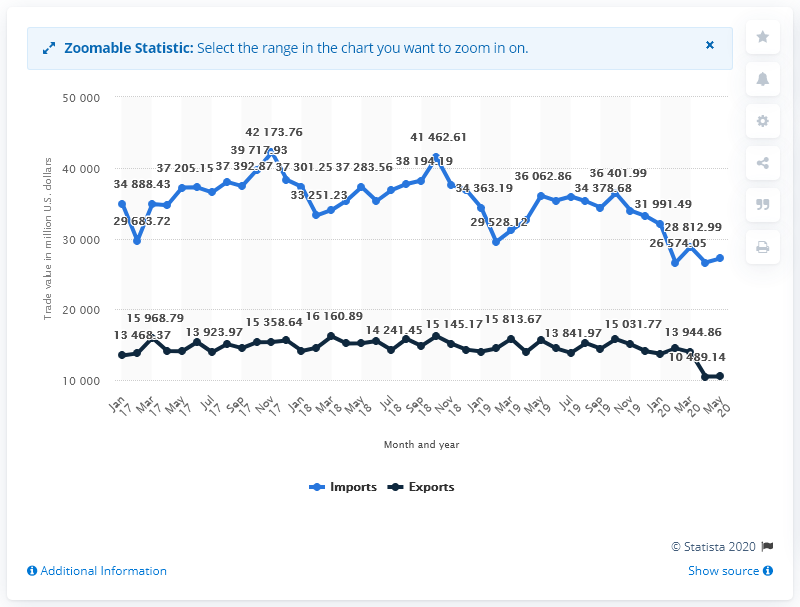 Zoomable Statistic: Select the range in the chart you want to zoom in on. ×
Trade value in million U.S. dollars
50 000
40 000
30 000
20 000
10 000
34 888.43
29 683.72
37 205.15
37 392.87
39 717.93
42 173.76
37 301.25
33 251.23
37 283.56
38 194.19
41 462.61
34 363.19
29 528.12
36 062.86
34 378.68
36 401.99
31 991.49
26 574.05
28 812.99
13 468.37
15 968.79
13 923.97
15 358.64
16 160.89
14 241.45
15 145.17
15 813.67
13 841.97
15 031.77
13 944.86
10 489.14
Jan 17
Mar 17
May 17
Jul 17
Sep 17
Nov 17
Jan 18
Mar 18
May 18
Jul 18
Sep 18
Nov 18
Jan 19
Mar 19
May 19
Jul 19
Sep 19
Nov 19
Jan 20
Mar 20
May 20
Month and year
Imports Exports
© Statista 2020
Additional Information Show source